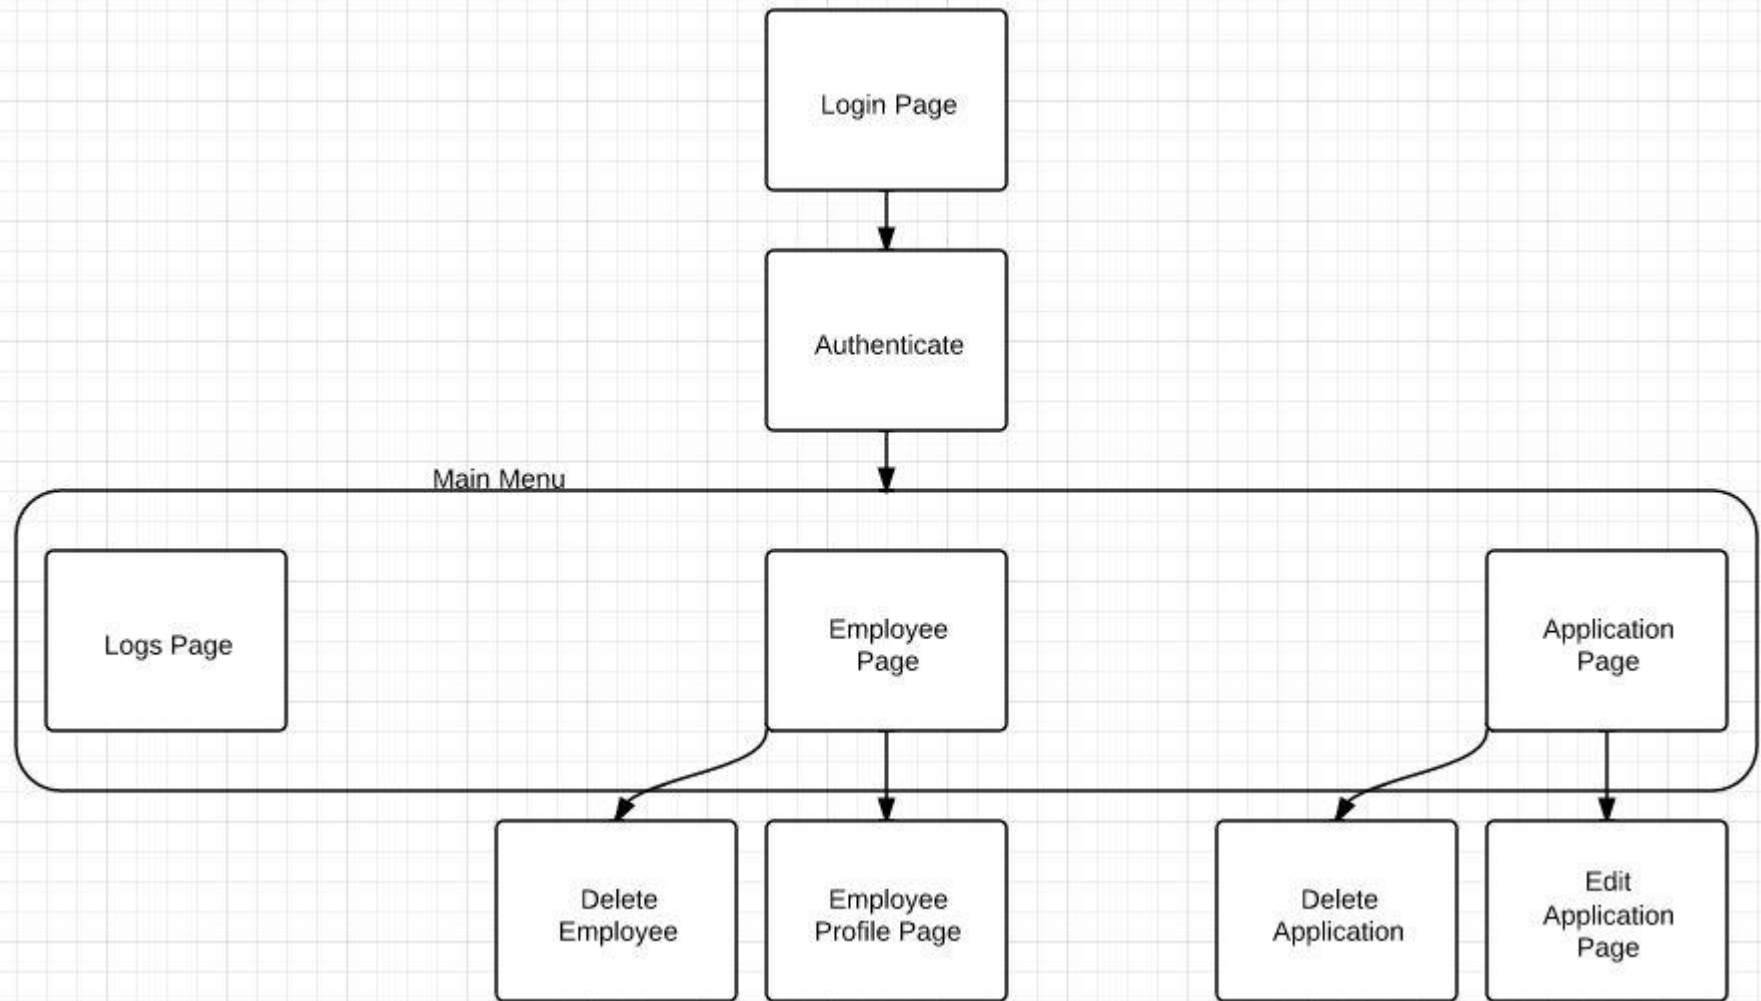 Login Page
Authenticate
Main Menu
Logs Page
Employee
Page
Application
Page
Delete
Employee
Employee
Profile Page
Delete
Application
Edit
Application
Page